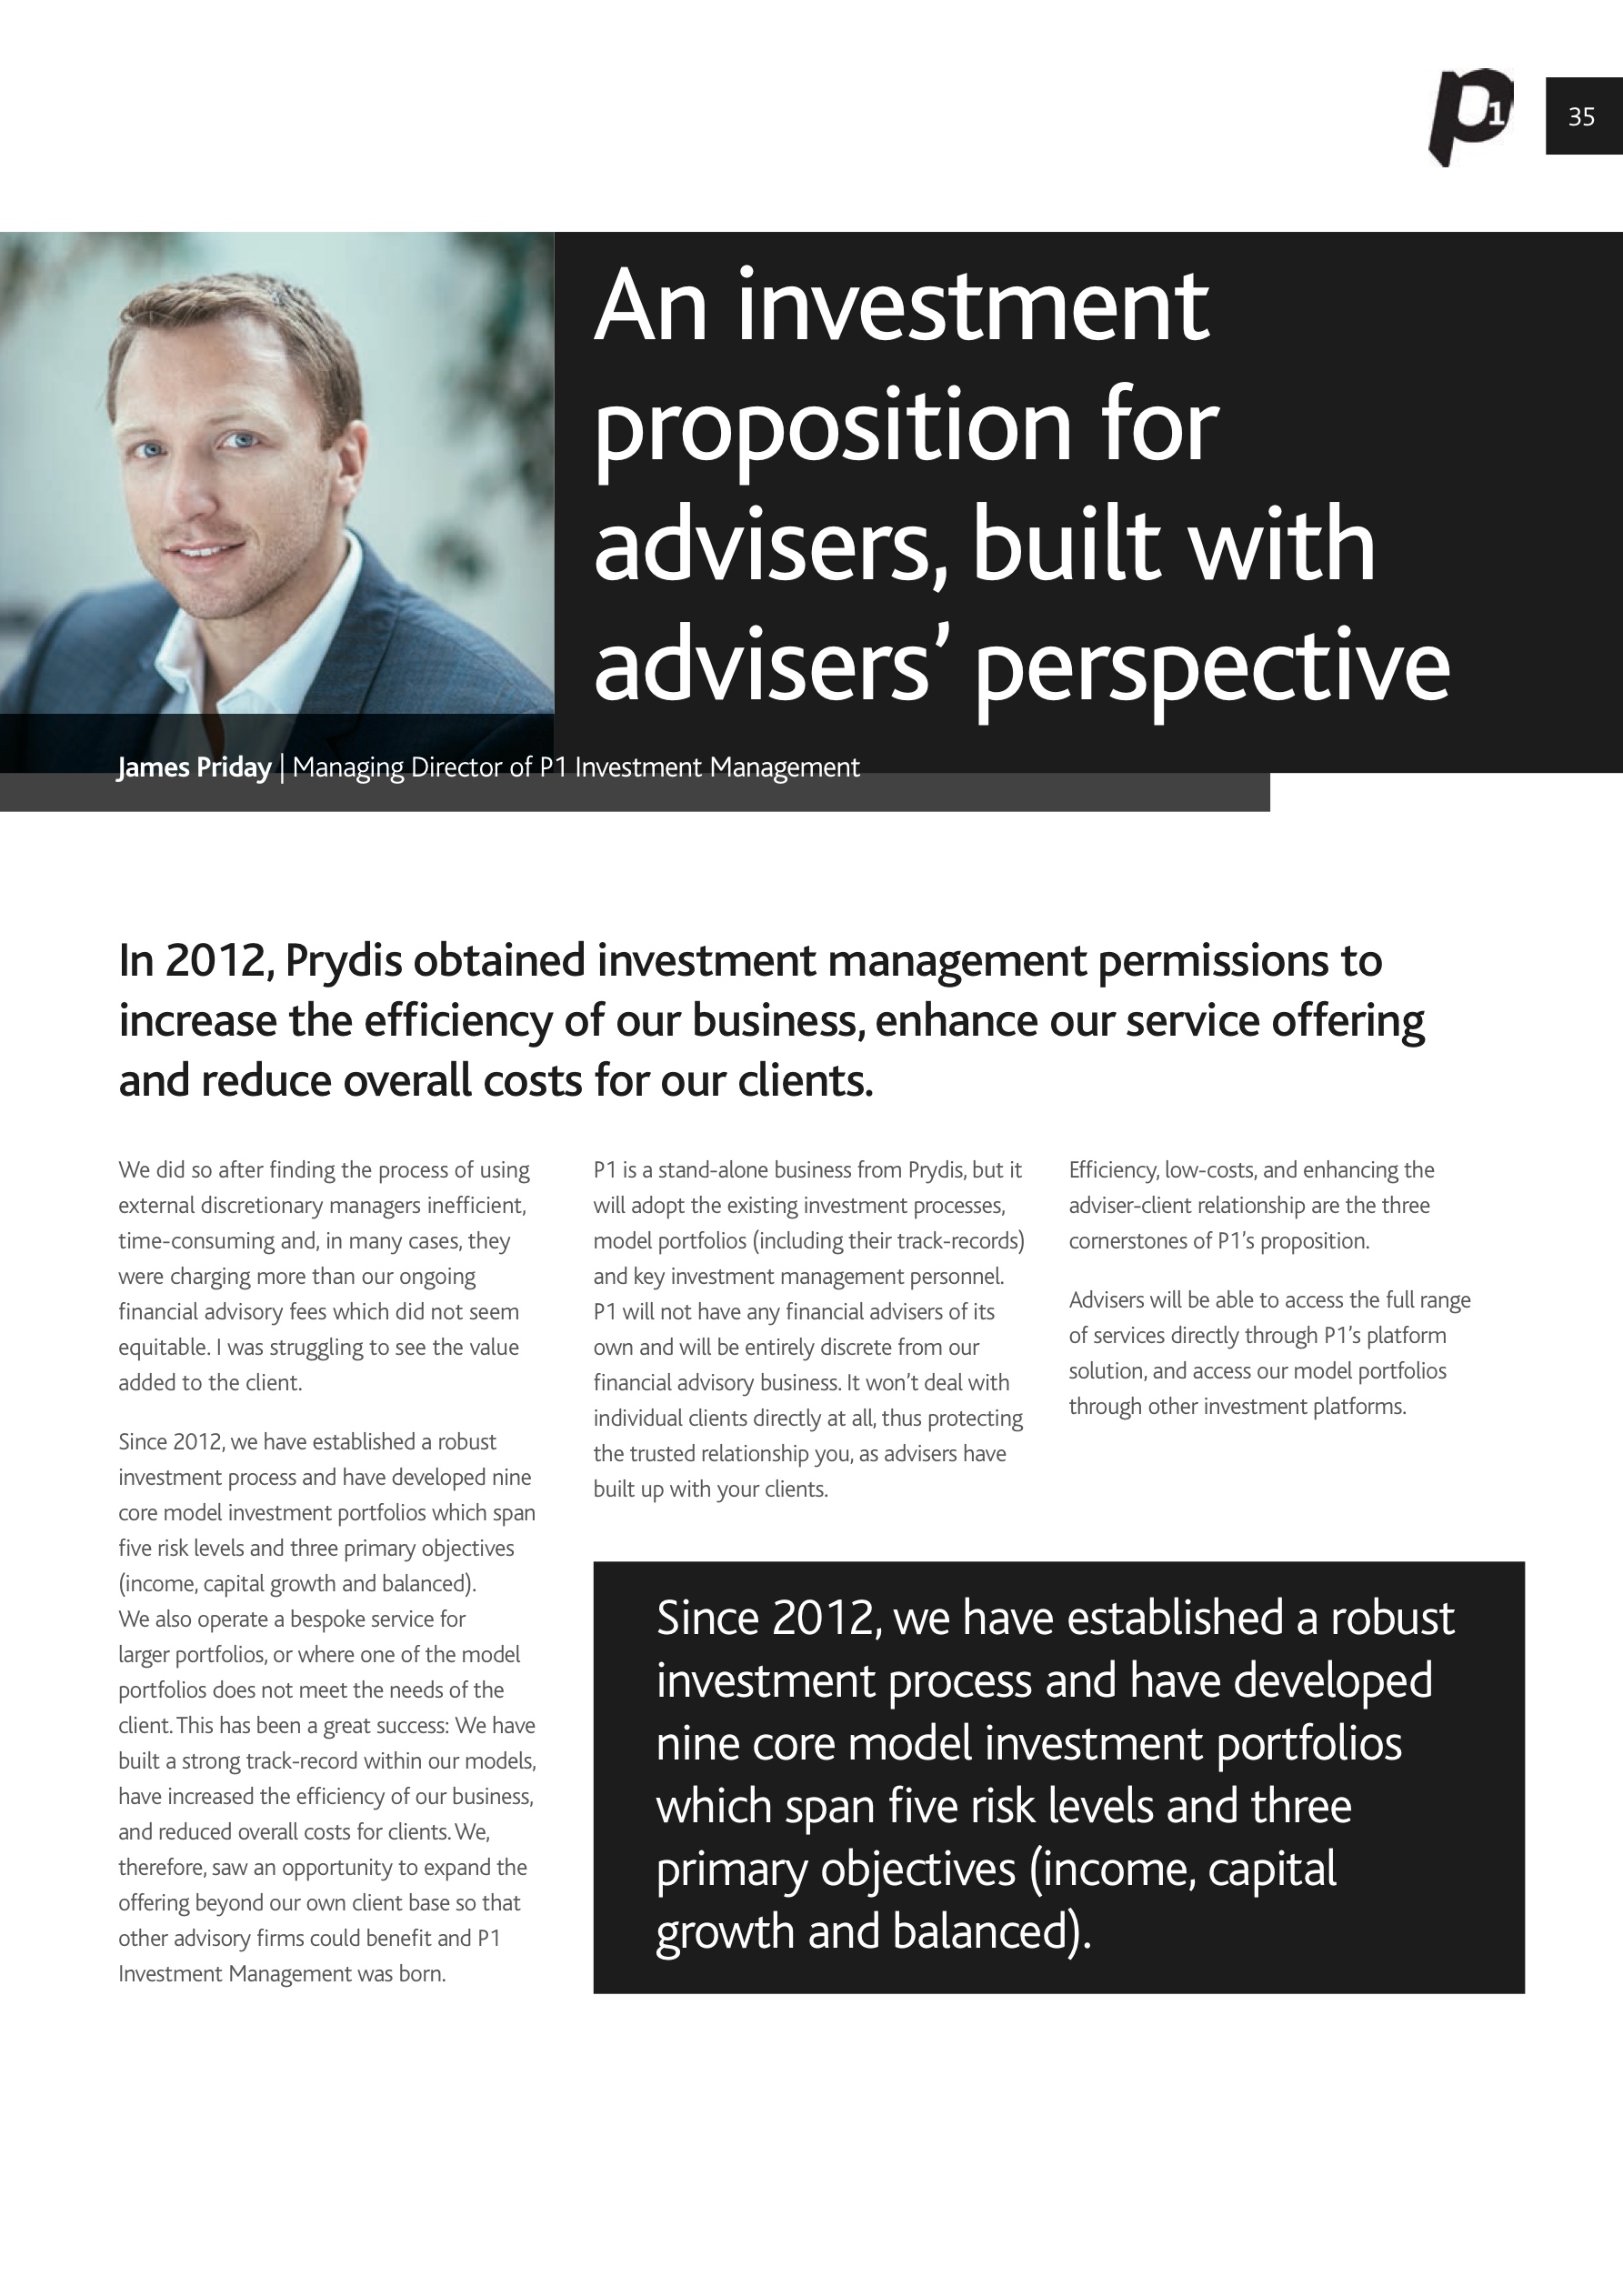 p1
35
An investment
proposition for
advisers, built with
advisers’ perspective
James Priday | Managing Director of P1 Investment Management
In 2012, Prydis obtained investment management permissions to
increase the efficiency of our business, enhance our service offering
and reduce overall costs for our clients.
We did so after finding the process of using
external discretionary managers inefficient,
time-consuming and, in many cases, they
were charging more than our ongoing
financial advisory fees which did not seem
equitable. I was struggling to see the value
added to the client.
Since 2012, we have established a robust
investment process and have developed nine
core model investment portfolios which span
five risk levels and three primary objectives
(income, capital growth and balanced).
We also operate a bespoke service for
larger portfolios, or where one of the model
portfolios does not meet the needs of the
client. This has been a great success: We have
built a strong track-record within our models,
have increased the efficiency of our business,
and reduced overall costs for clients. We,
therefore, saw an opportunity to expand the
offering beyond our own client base so that
other advisory firms could benefit and P1
Investment Management was born.
P1 is a stand-alone business from Prydis, but it
will adopt the existing investment processes,
model portfolios (including their track-records)
and key investment management personnel.
P1 will not have any financial advisers of its
own and will be entirely discrete from our
financial advisory business. It won’t deal with
individual clients directly at all, thus protecting
the trusted relationship you, as advisers have
built up with your clients.
Efficiency, low-costs, and enhancing the
adviser-client relationship are the three
cornerstones of P1’s proposition.
Advisers will be able to access the full range
of services directly through P1’s platform
solution, and access our model portfolios
through other investment platforms.
Since 2012, we have established a robust
investment process and have developed
nine core model investment portfolios
which span five risk levels and three
primary objectives (income, capital
growth and balanced).